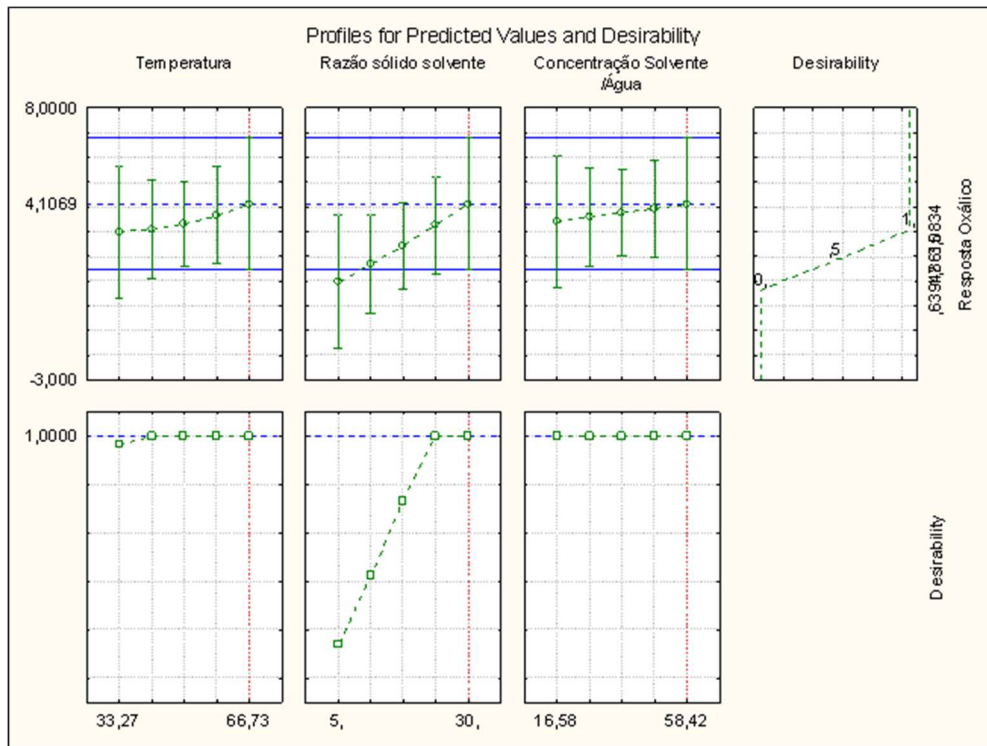 Profiles for Predicted Values and Desirability
Temperatura
Razão sólido solvente
Concentração Solvente
/Água
Desirability
8,0000
4,1069
-3,000
0,
,5
1,
Resposta Oxálico
1,0000
Desirability
33,27
66,73
5,
30,
16,58
58,42